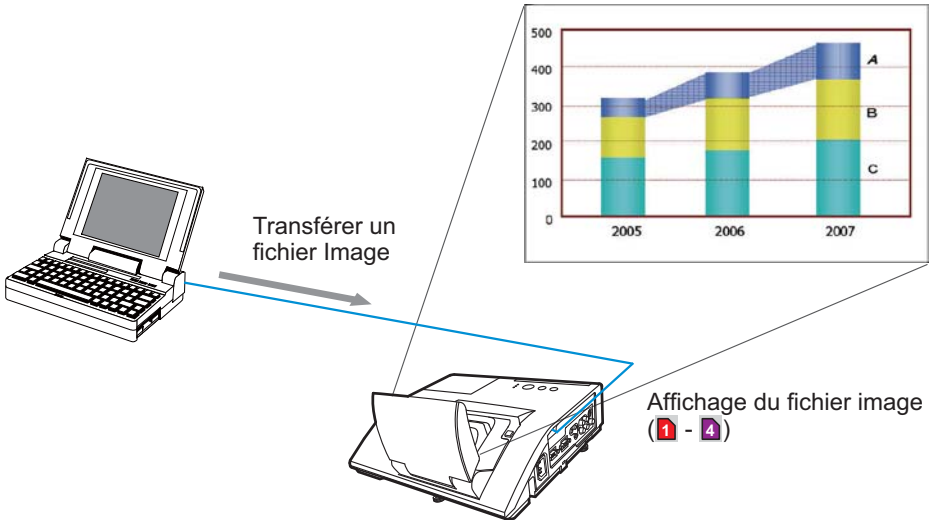 500
400
300
200
100
0
A
B
C
2005 2006 2007
Transférer un
fichier Image
Affichage du fichier image
(1 - 4)